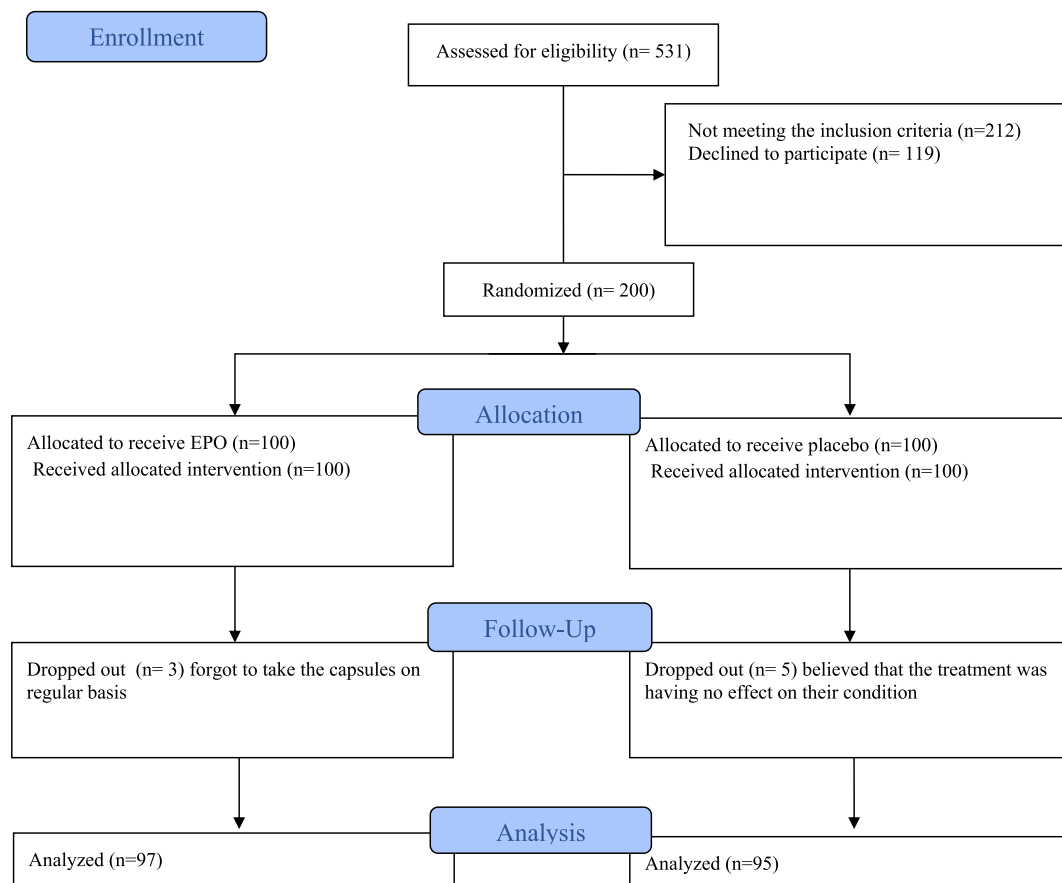 Enrollment
Assessed for eligibility (n= 531)
Not meeting the inclusion criteria (n=212)
Declined to participate (n= 119)
Randomized (n= 200)
Allocation
Allocated to receive EPO (n=100)
Received allocated intervention (n=100)
Allocated to receive placebo (n=100)
Received allocated intervention (n=100)
Follow-Up
Dropped out (n= 3) forgot to take the capsules on
regular basis
Dropped out (n= 5) believed that the treatment was
having no effect on their condition
Analysis
Analyzed (n=97)
Analyzed (n=95)